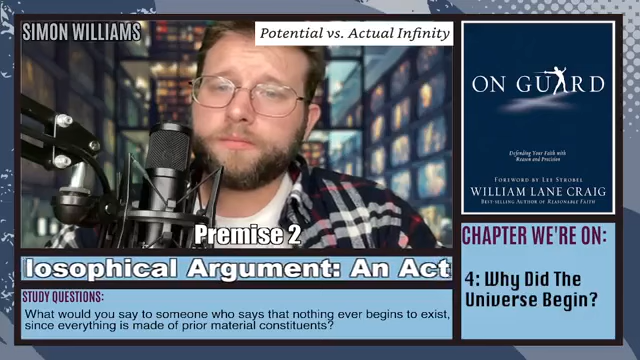 SIMON WILLIAMS
Potential vs. Actual Infinity
Premise 2
losophical Argument: An Act
STUDY QUESTIONS:
What would you say to someone who says that nothing ever begins to exist,
since everything is made of prior material constituents?
ON GUARD
Defending Your Faith with
Reason and Precision
FOREWORD BY LEE STROBEL
WILLIAM LANE CRAIG
BEST-SELLING AUTHOR OF REASONABLE FAITH
CHAPTER WE'RE ON:
4: Why Did The
Universe Begin?